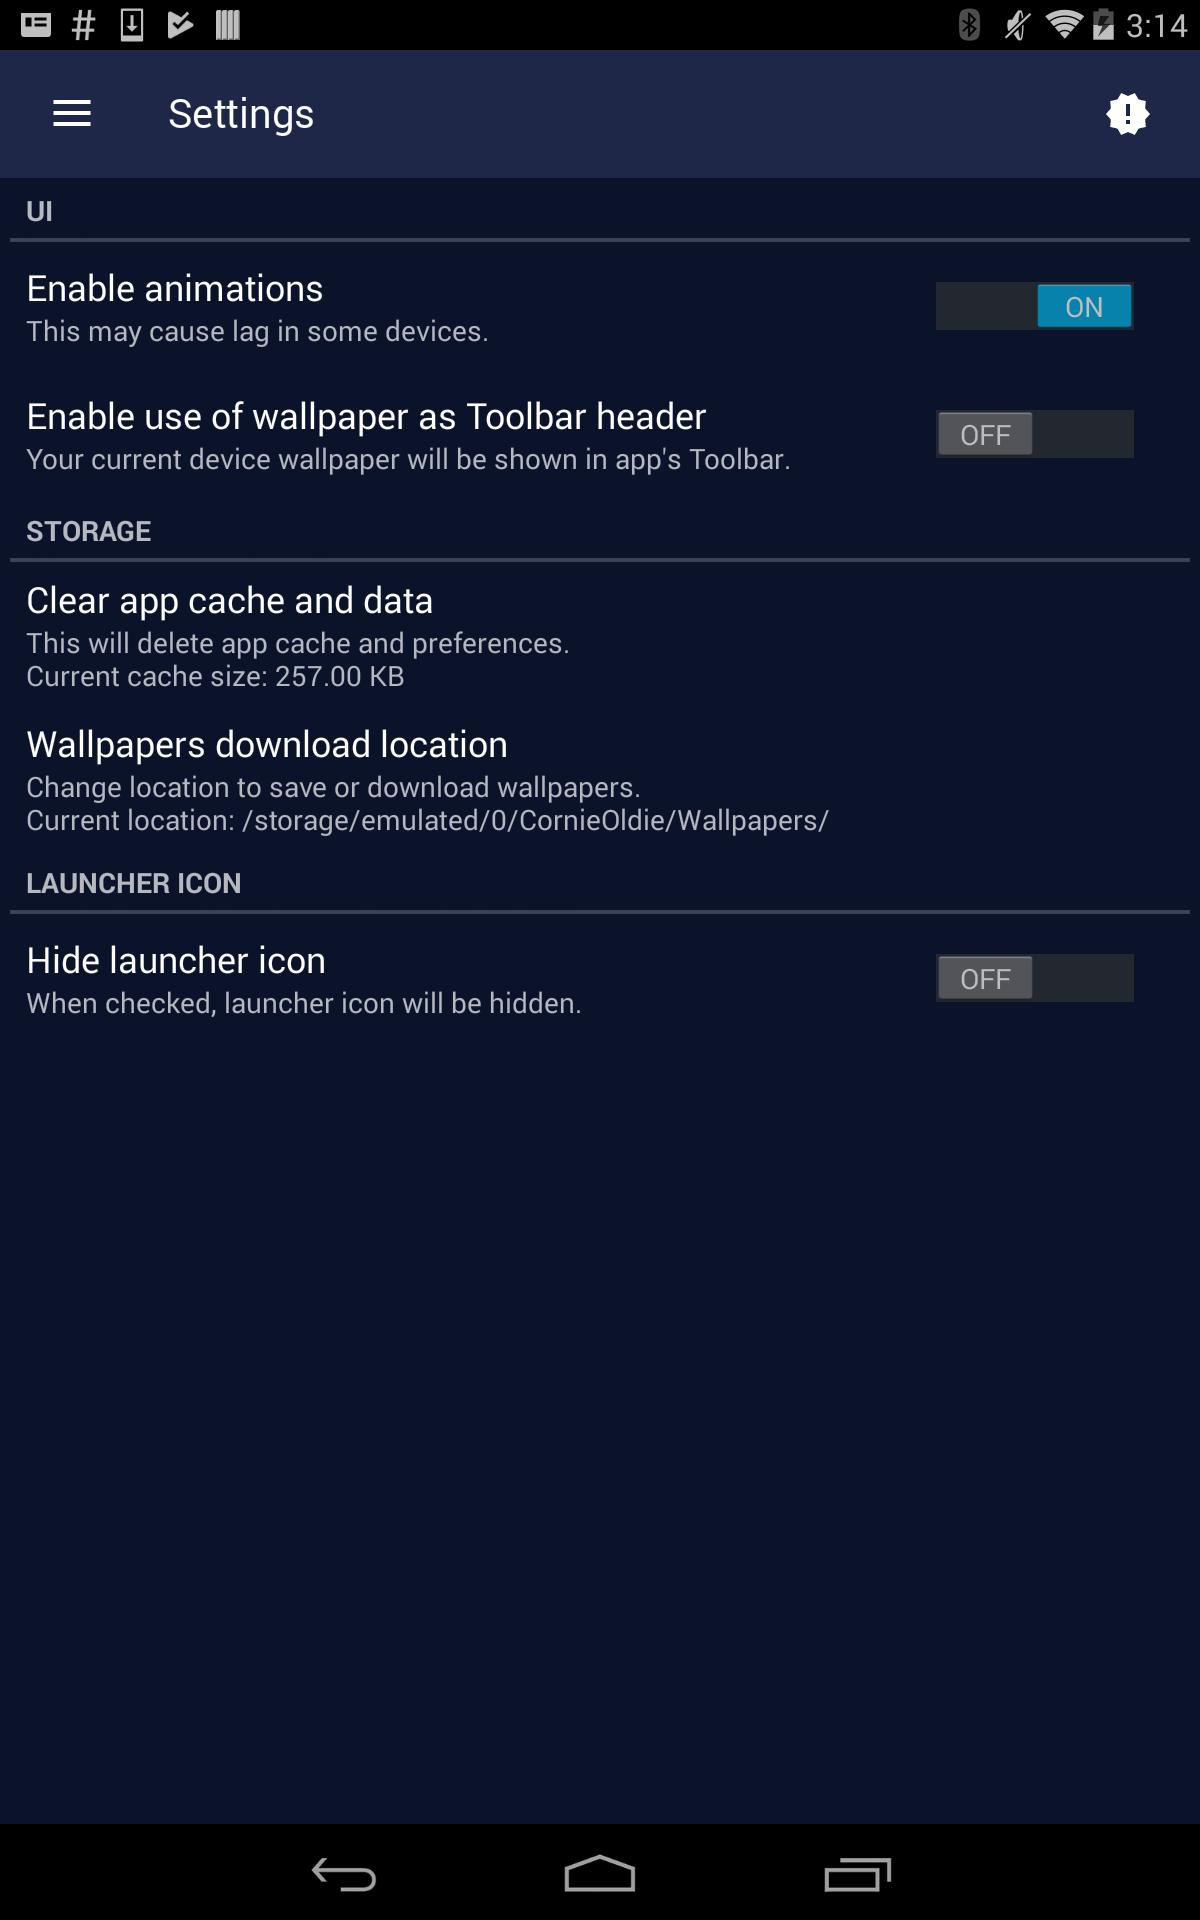 3:14
Settings
UI
Enable animations
This may cause lag in some devices.
ON
Enable use of wallpaper as Toolbar header
Your current device wallpaper will be shown in app's Toolbar.
OFF
STORAGE
Clear app cache and data
This will delete app cache and preferences.
Current cache size: 257.00 KB
Wallpapers download location
Change location to save or download wallpapers.
Current location: /storage/emulated/0/CornieOldie/Wallpapers/
LAUNCHER ICON
Hide launcher icon
When checked, launcher icon will be hidden.
OFF